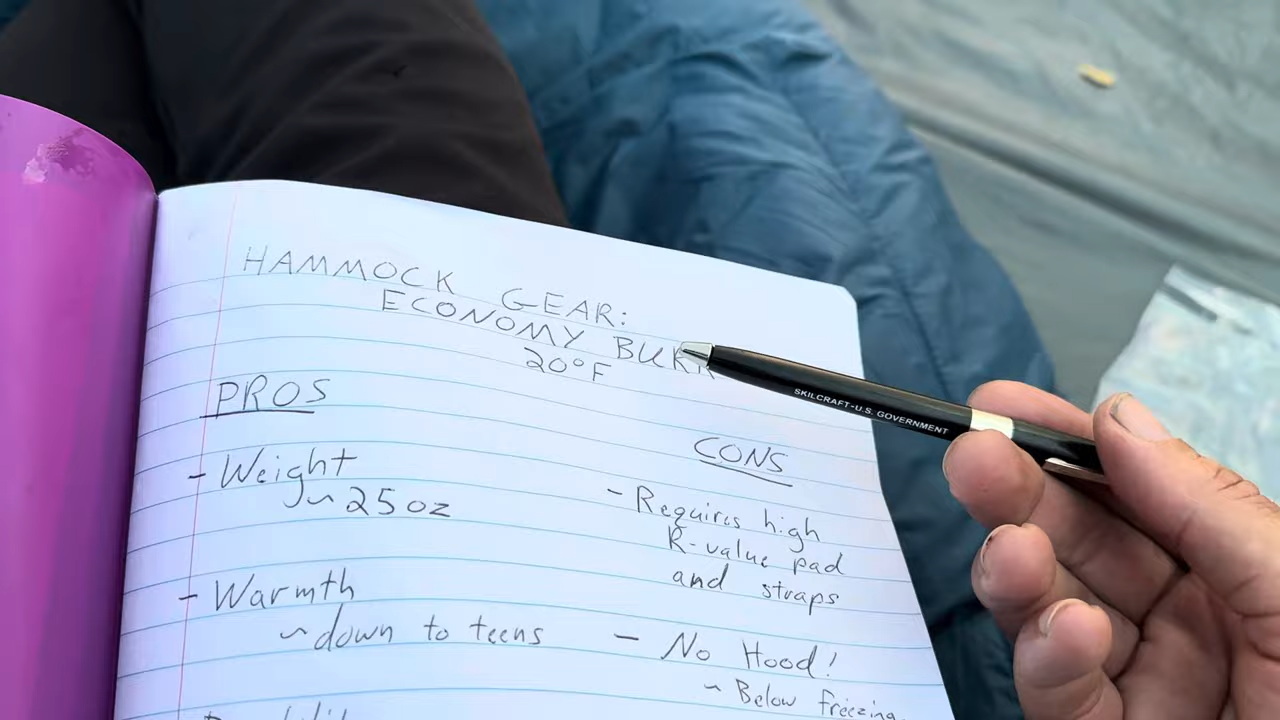 HAMMOCK GEAR:
ECONOMY
20°F
PROS
- Weight
~25oz
- Warmth
~down to teens
CONS
- Requires high
R-value pad
and straps
- No Hood!
~ Below freezing
SKILCRAFT-U.S. GOVERNMENT